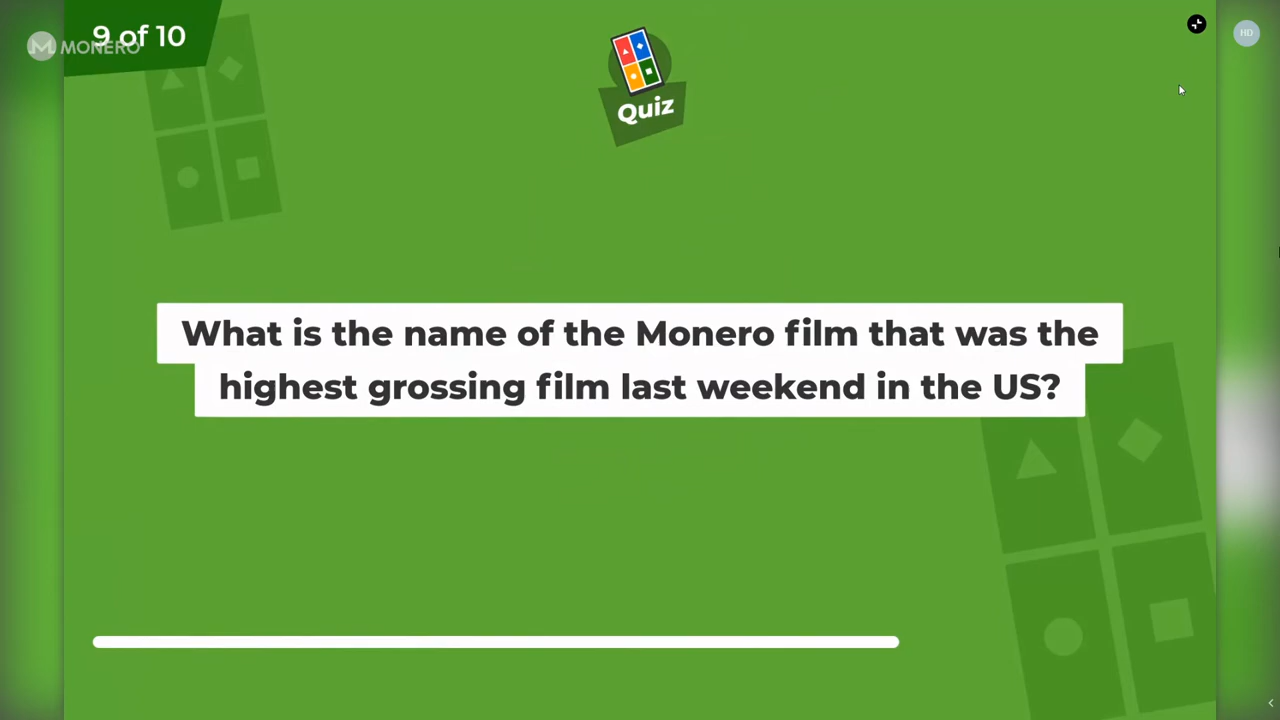 9 of 10
MONERO
HD
Quiz
What is the name of the Monero film that was the
highest grossing film last weekend in the US?